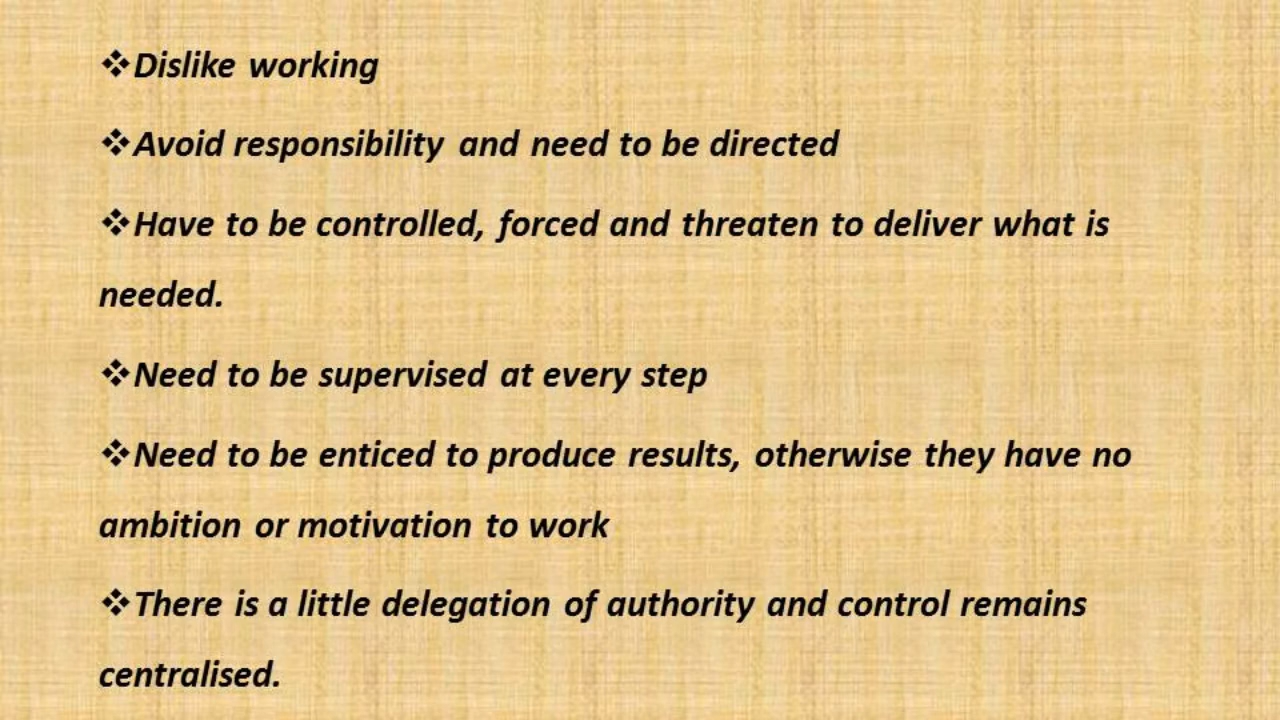 ❖Dislike working
❖Avoid responsibility and need to be directed
❖Have to be controlled, forced and threaten to deliver what is
needed.
❖Need to be supervised at every step
❖Need to be enticed to produce results, otherwise they have no
ambition or motivation to work
❖There is a little delegation of authority and control remains
centralised.